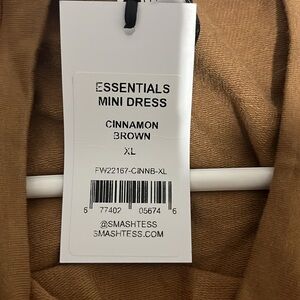 ESSENTIALS
MINI DRESS
CINNAMON
BROWN
XL
FW22167-CINNB-XL
6 77402 05674 6
@SMASHTESS
SMASHTESS.COM